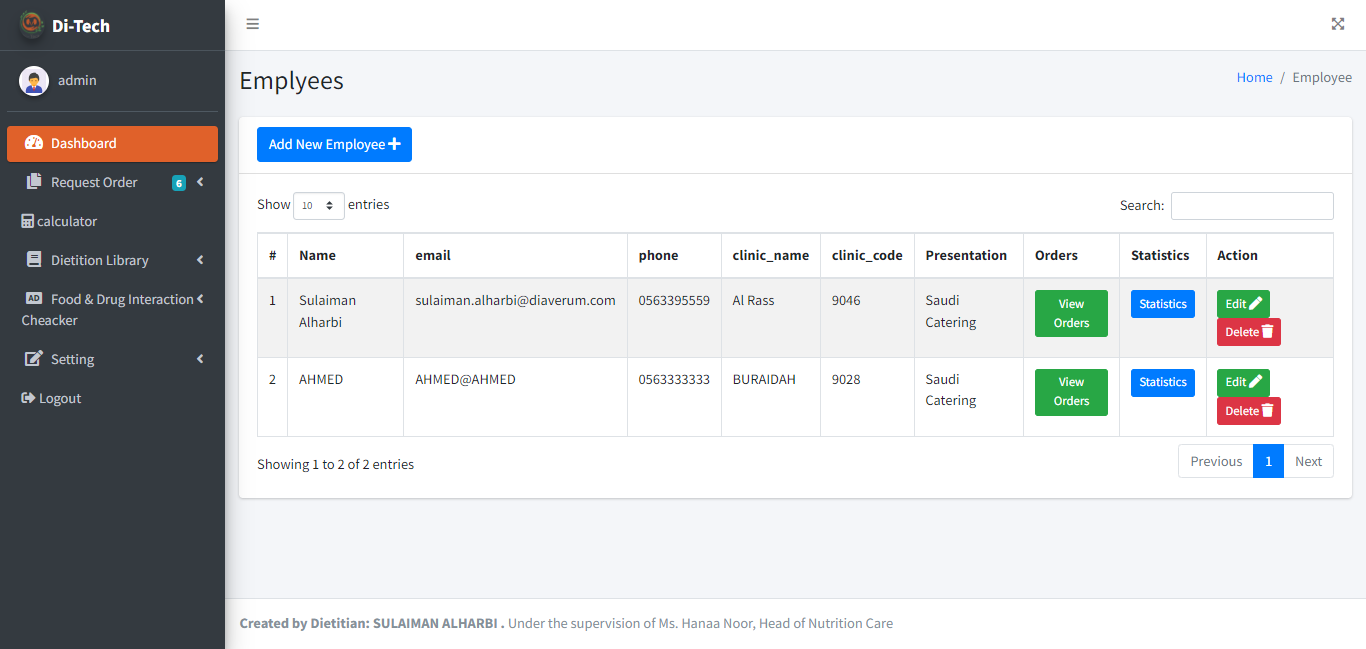 Di-Tech
admin
Dashboard
Request Order 6
calculator
Dietition Library
AD Food & Drug Interaction
Cheacker
Setting
Logout
Emplyees
Home / Employee
Add New Employee
Show 10 entries
Search:
# Name email phone clinic_name clinic_code Presentation Orders Statistics Action
1 Sulaiman sulaiman.alharbi@diaverum.com 0563395559 Al Rass 9046 Saudi View Statistics Edit
Alharbi Catering Orders Delete
2 AHMED AHMED@AHMED 0563333333 BURAIDAH 9028 Saudi View Statistics Edit
Catering Orders Delete
Showing 1 to 2 of 2 entries
Previous 1 Next
Created by Dietitian: SULAIMAN ALHARBI . Under the supervision of Ms. Hanaa Noor, Head of Nutrition Care